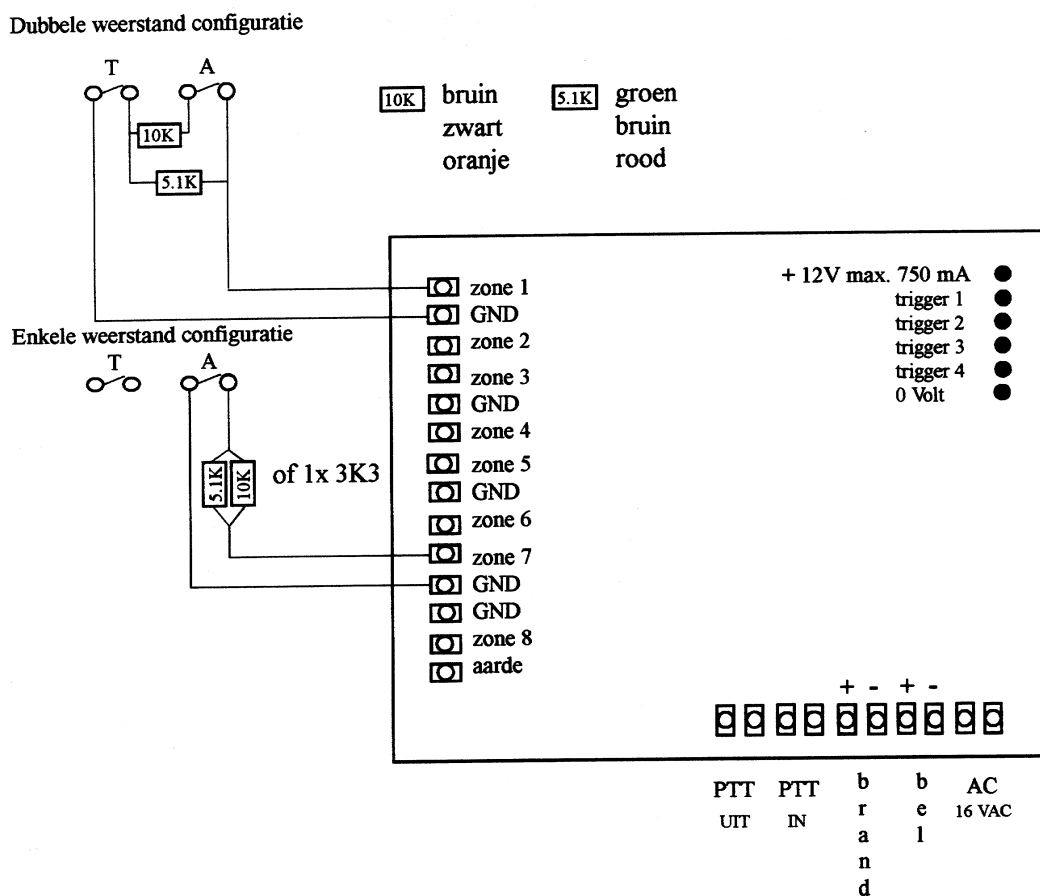 Dubbele weerstand configuratie
T A
10K bruin 5.1K groen
zwart bruin
oranje rood
10K
5.1K
+ 12V max. 750 mA
trigger 1
trigger 2
trigger 3
trigger 4
0 Volt
zone 1
GND
zone 2
zone 3
GND
zone 4
zone 5
GND
zone 6
zone 7
GND
GND
zone 8
aarde
Enkele weerstand configuratie
T A
5.1K 10K of 1x 3K3
+ - + -
PTT UIT
PTT IN
brand
bel
AC
16 VAC